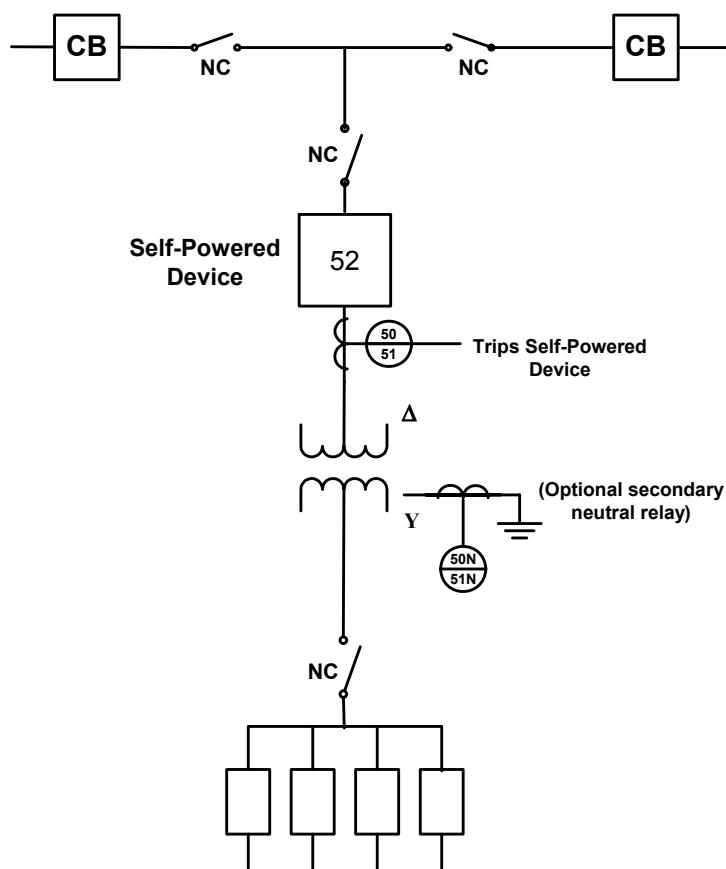 CB
CB
NC
NC
NC
Self-Powered
Device
52
50
51
Trips Self-Powered
Device
Δ
Y
(Optional secondary
neutral relay)
50N
51N
NC